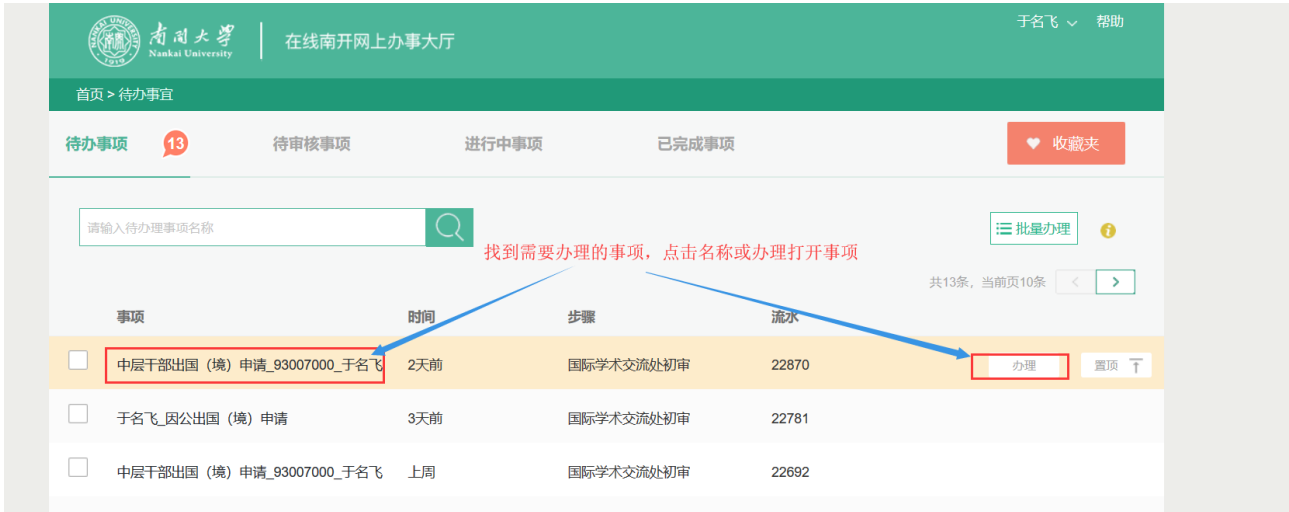 南开大学
Nankai University
NANKAI UNIVERSITY
南開
1919
在线南开网上办事大厅
于名飞 帮助
首页 > 待办事宜
待办事项 13 待审核事项 进行中事项 已完成事项 收藏夹
请输入待办理事项名称 批量办理 i
找到需要办理的事项，点击名称或办理打开事项
共13条，当前页10条 < >
事项 时间 步骤 流水
中层干部出国（境）申请_93007000_于名飞 2天前 国际学术交流处初审 22870 办理 置顶
于名飞_因公出国（境）申请 3天前 国际学术交流处初审 22781
中层干部出国（境）申请_93007000_于名飞 上周 国际学术交流处初审 22692